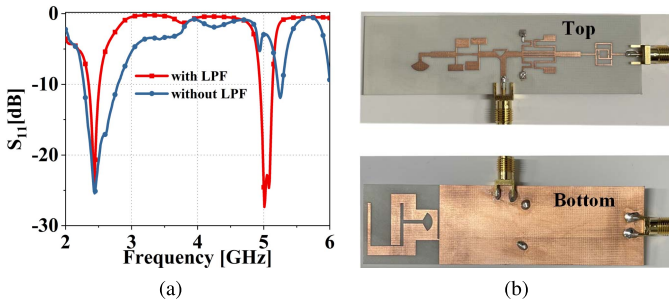 (a)
0
-10
-20
-30
S11[dB]
with LPF
without LPF
2 3 4 5 6
Frequency [GHz]
(a)
Top
Bottom
(b)